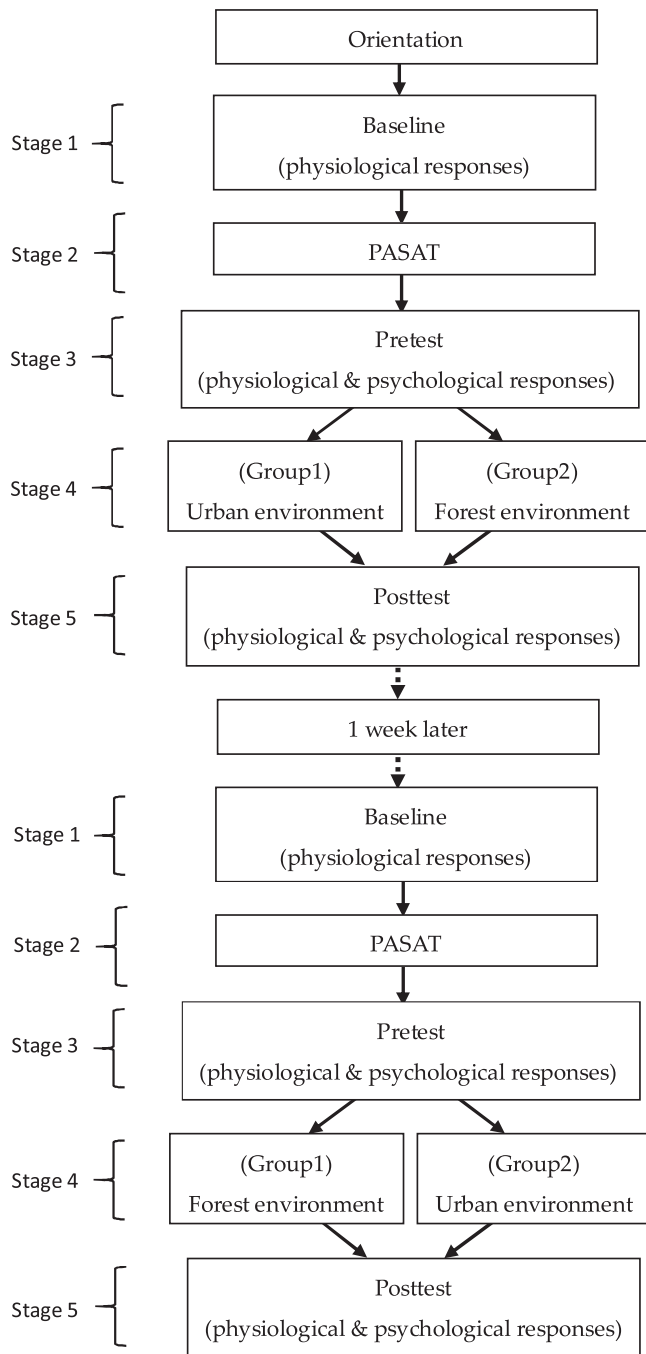 Orientation
Stage 1
Baseline
(physiological responses)
Stage 2
PASAT
Stage 3
Pretest
(physiological & psychological responses)
Stage 4
(Group1)
Urban environment
(Group2)
Forest environment
Stage 5
Posttest
(physiological & psychological responses)
1 week later
Stage 1
Baseline
(physiological responses)
Stage 2
PASAT
Stage 3
Pretest
(physiological & psychological responses)
Stage 4
(Group1)
Forest environment
(Group2)
Urban environment
Stage 5
Posttest
(physiological & psychological responses)